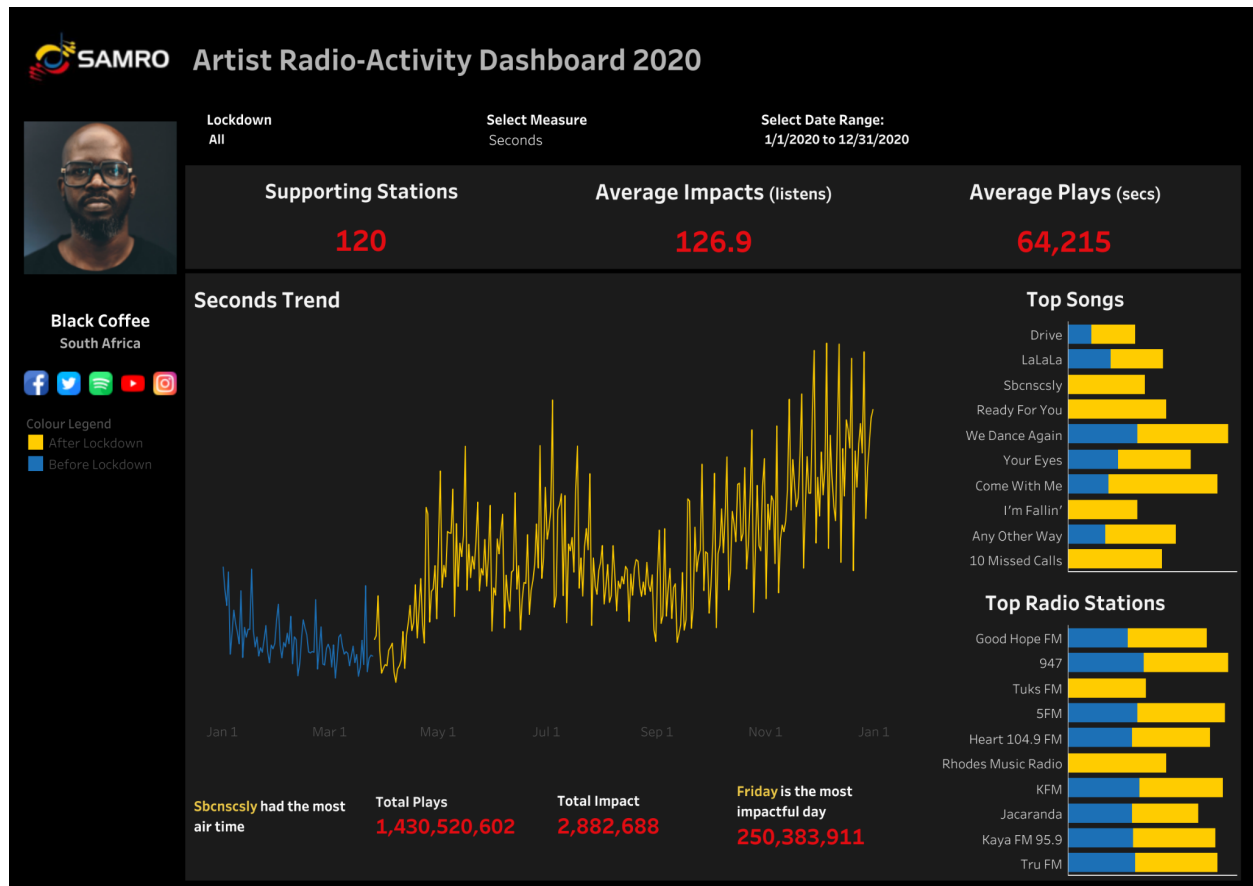 SAMRO
Artist Radio-Activity Dashboard 2020
Lockdown
All
Select Measure
Seconds
Select Date Range:
1/1/2020 to 12/31/2020
Supporting Stations
120
Average Impacts (listens)
126.9
Average Plays (secs)
64,215
Black Coffee
South Africa
Colour Legend
After Lockdown
Before Lockdown
Seconds Trend
Jan 1
Mar 1
May 1
Jul 1
Sep 1
Nov 1
Jan 1
Sbcnscsly had the most
air time
Total Plays
1,430,520,602
Total Impact
2,882,688
Friday is the most
impactful day
250,383,911
Top Songs
Drive
LaLaLa
Sbcnscsly
Ready For You
We Dance Again
Your Eyes
Come With Me
I'm Fallin'
Any Other Way
10 Missed Calls
Top Radio Stations
Good Hope FM
947
Tuks FM
5FM
Heart 104.9 FM
Rhodes Music Radio
KFM
Jacaranda
Kaya FM 95.9
Tru FM